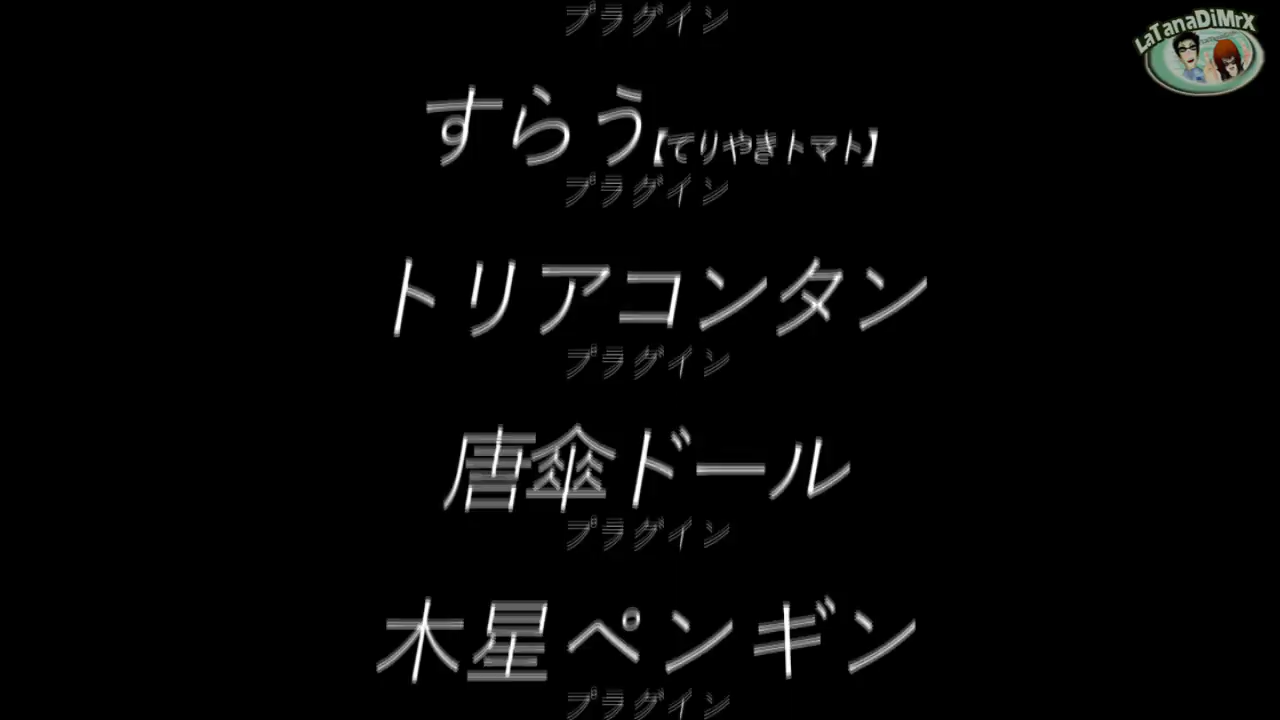 LaTanaDiMrX
プラグイン
すらう【てりやきトマト】
プラグイン
トリアコンタン
プラグイン
唐傘ドール
プラグイン
木星ペンギン
プラグイン